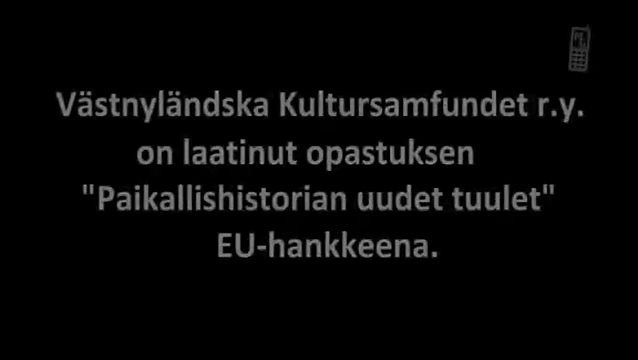 Västnyländska Kultursamfundet r.y.
on laatinut opastuksen
"Paikallishistorian uudet tuulet"
EU-hankkeena.